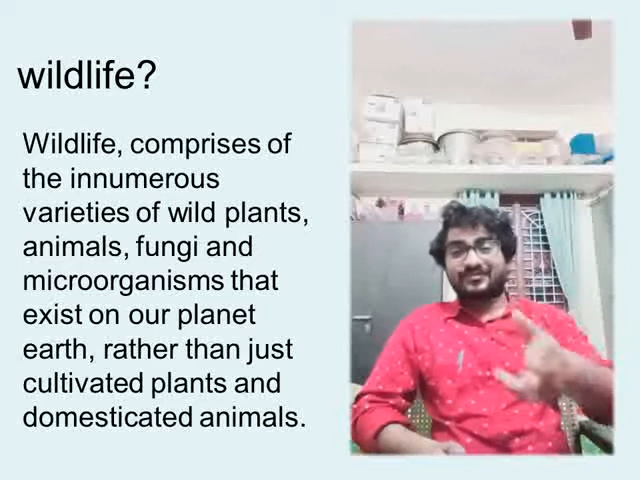 wildlife?
Wildlife, comprises of
the innumerous
varieties of wild plants,
animals, fungi and
microorganisms that
exist on our planet
earth, rather than just
cultivated plants and
domesticated animals.